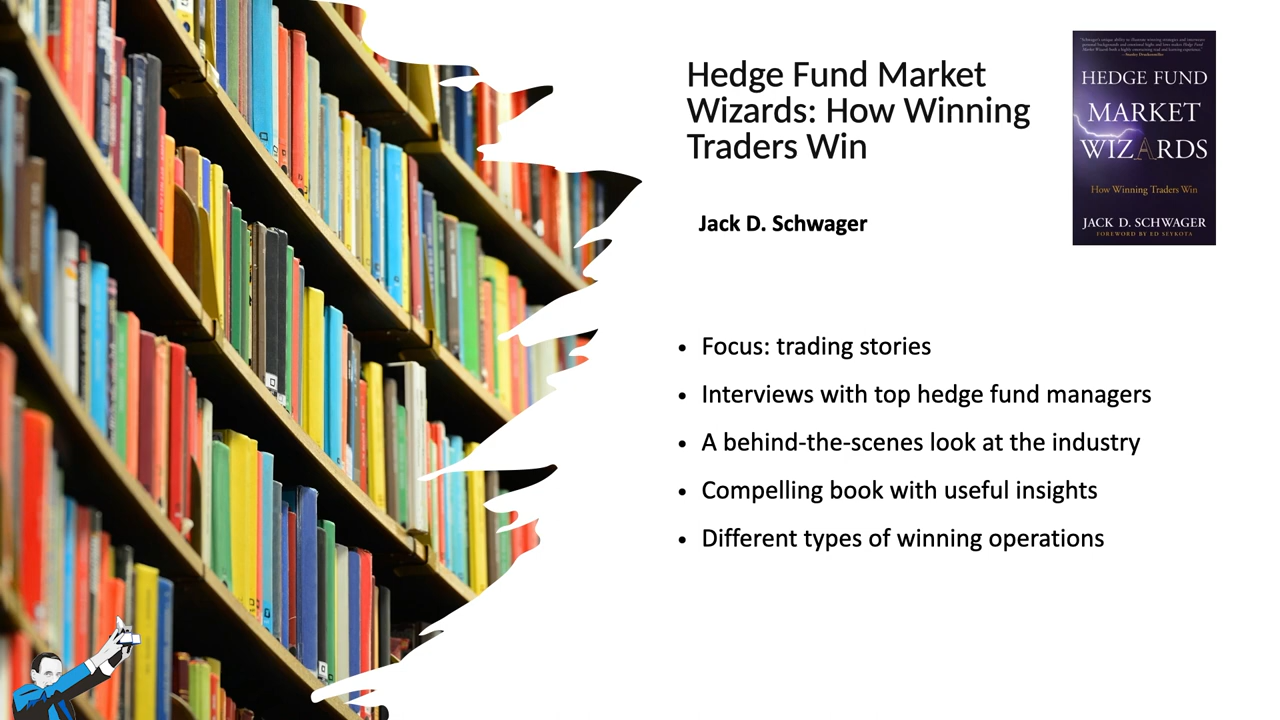 Hedge Fund Market
Wizards: How Winning
Traders Win
Jack D. Schwager
HEDGE FUND
MARKET
WIZARDS
How Winning Traders Win
JACK D. SCHWAGER
FOREWORD BY ED SEYKOTA
• Focus: trading stories
• Interviews with top hedge fund managers
• A behind-the-scenes look at the industry
• Compelling book with useful insights
• Different types of winning operations